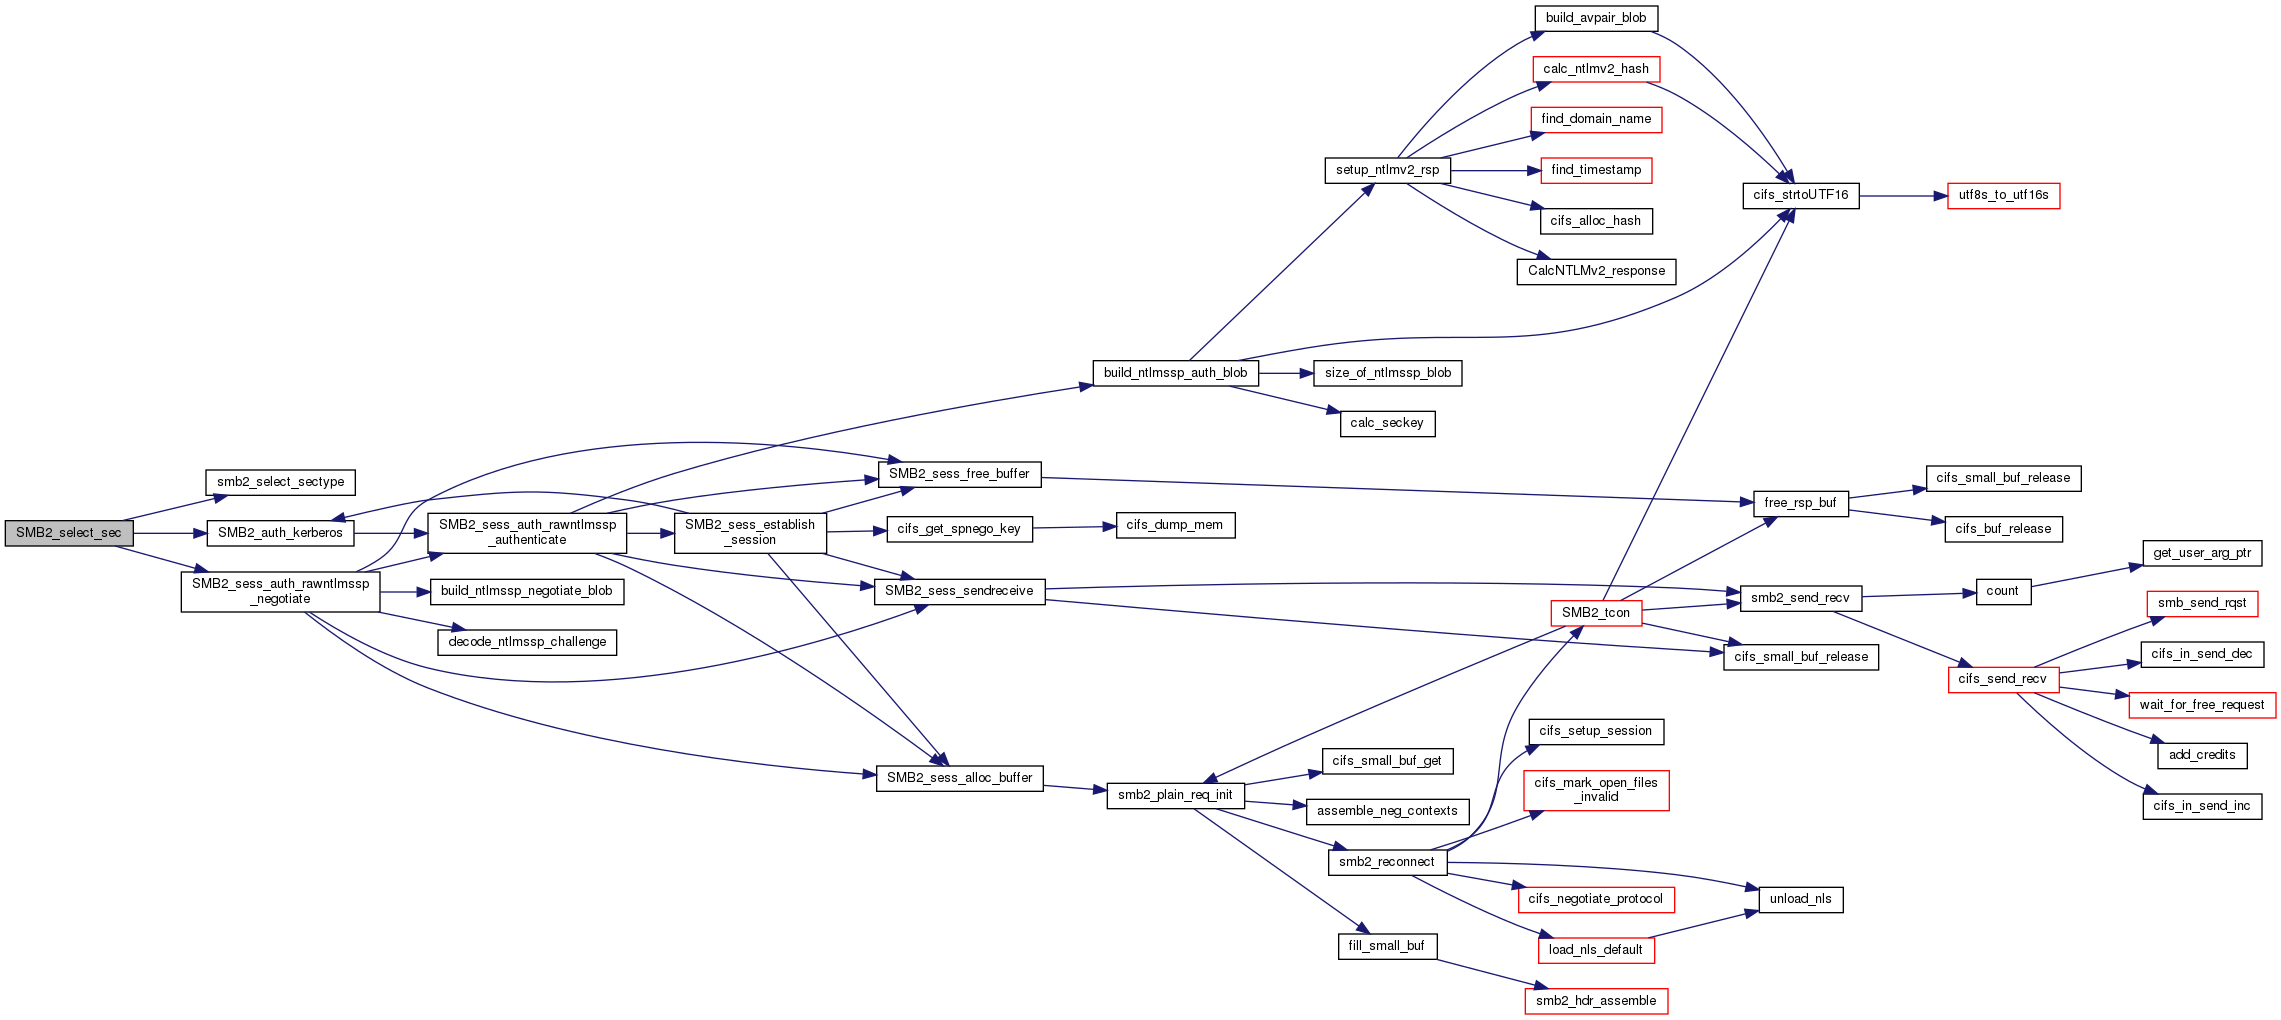 build_avpair_blob
calc_ntlmv2_hash
find_domain_name
setup_ntlmv2_rsp
find_timestamp
cifs_strtoUTF16
utf8s_to_utf16s
cifs_alloc_hash
CalcNTLMv2_response
build_ntlmssp_auth_blob
size_of_ntlmssp_blob
calc_seckey
smb2_select_sectype
SMB2_sess_free_buffer
cifs_small_buf_release
free_rsp_buf
SMB2_select_sec
SMB2_auth_kerberos
SMB2_sess_auth_rawntlmssp
_authenticate
SMB2_sess_establish
_session
cifs_get_spnego_key
cifs_dump_mem
cifs_buf_release
get_user_arg_ptr
SMB2_sess_auth_rawntlmssp
_negotiate
build_ntlmssp_negotiate_blob
SMB2_sess_sendreceive
smb2_send_recv
count
smb_send_rqst
SMB2_tcon
decode_ntlmssp_challenge
cifs_small_buf_release
cifs_in_send_dec
cifs_send_recv
wait_for_free_request
cifs_setup_session
add_credits
cifs_small_buf_get
SMB2_sess_alloc_buffer
smb2_plain_req_init
cifs_mark_open_files
_invalid
assemble_neg_contexts
cifs_in_send_inc
smb2_reconnect
cifs_negotiate_protocol
unload_nls
fill_small_buf
load_nls_default
smb2_hdr_assemble